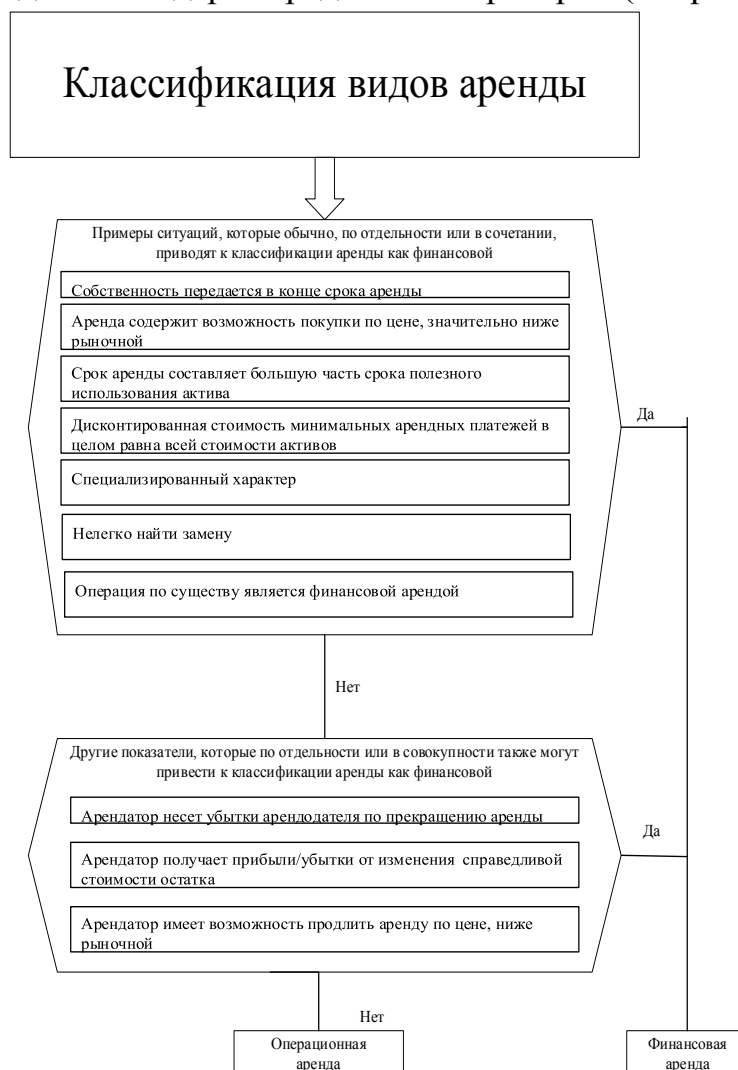 Классификация видов аренды
Примеры ситуаций, которые обычно, по отдельности или в сочетании,
приводят к классификации аренды как финансовой
Собственность передается в конце срока аренды
Аренда содержит возможность покупки по цене, значительно ниже
рыночной
Срок аренды составляет большую часть срока полезного
использования актива
Дисконтированная стоимость минимальных арендных платежей в
целом равна всей стоимости активов
Специализированный характер
Нелегко найти замену
Операция по существу является финансовой арендой
Да
Нет
Другие показатели, которые по отдельности или в совокупности также могут
привести к классификации аренды как финансовой
Арендатор несет убытки арендодателя по прекращению аренды
Арендатор получает прибыли/убытки от изменения справедливой
стоимости остатка
Арендатор имеет возможность продлить аренду по цене, ниже
рыночной
Да
Нет
Операционная
аренда
Финансовая
аренда